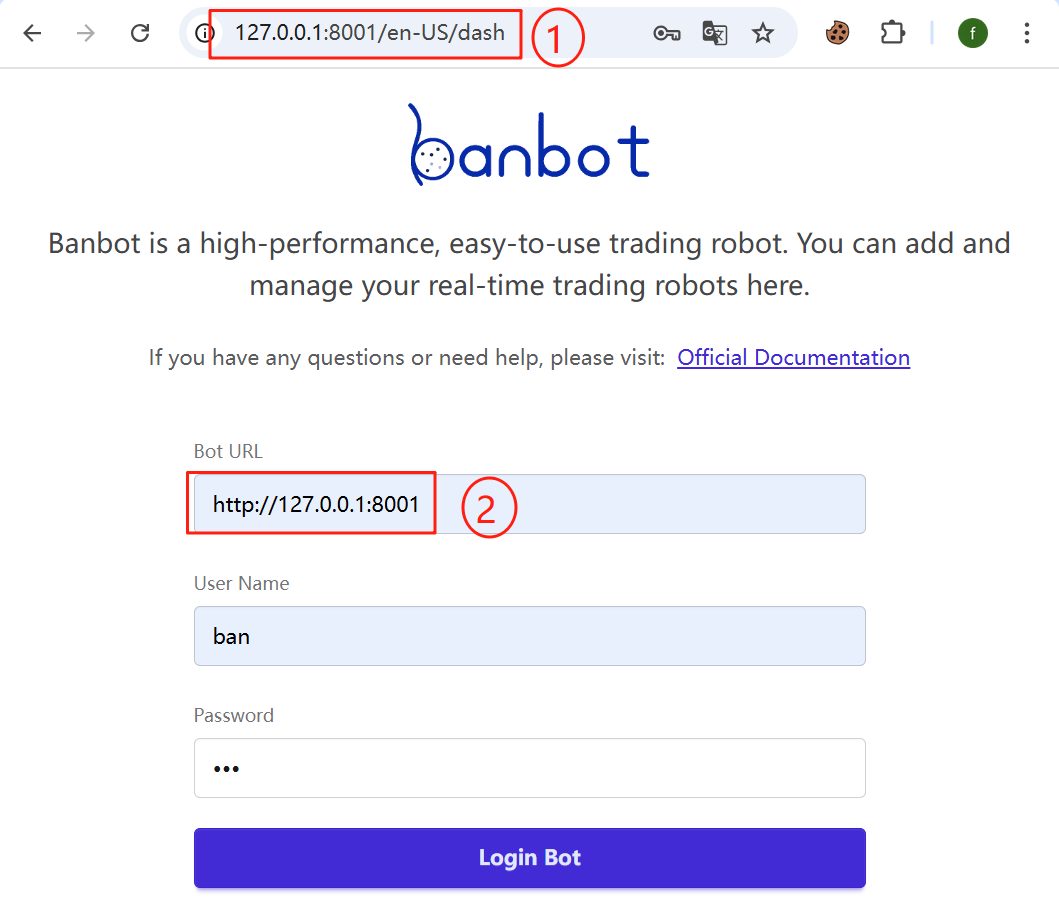 127.0.0.1:8001/en-US/dash
1
f
banbot
Banbot is a high-performance, easy-to-use trading robot. You can add and
manage your real-time trading robots here.
If you have any questions or need help, please visit: Official Documentation
Bot URL
http://127.0.0.1:8001
2
User Name
ban
Password
•••
Login Bot